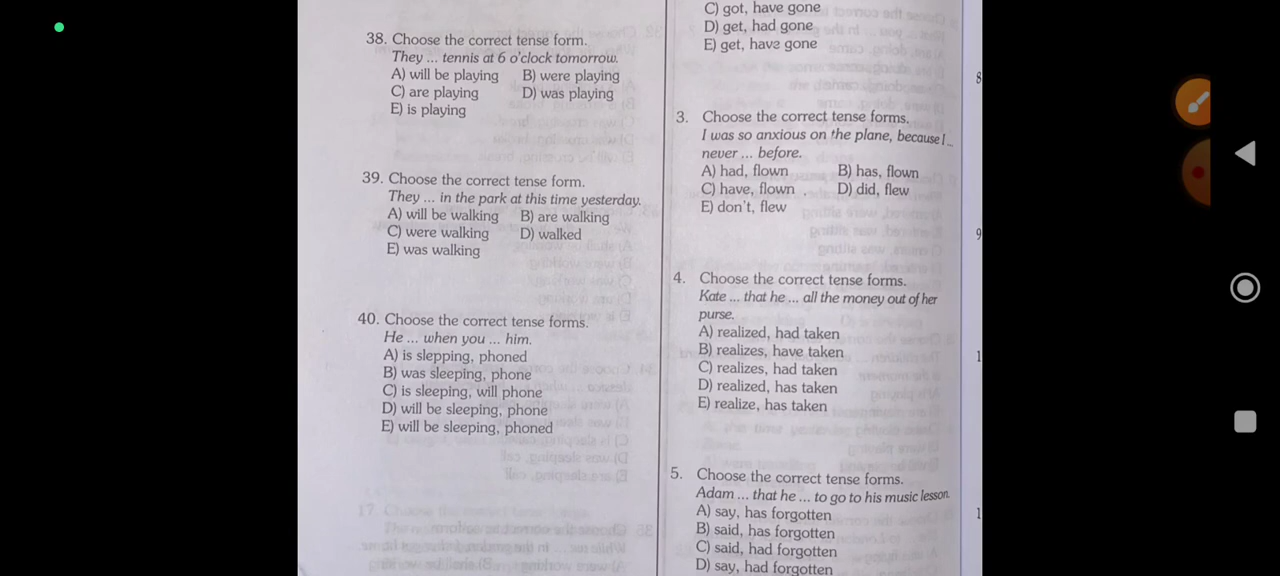 38. Choose the correct tense form.
They ... tennis at 6 o'clock tomorrow.
A) will be playing B) were playing
C) are playing D) was playing
E) is playing
39. Choose the correct tense form.
They ... in the park at this time yesterday.
A) will be walking B) are walking
C) were walking D) walked
E) was walking
40. Choose the correct tense forms.
He ... when you ... him.
A) is slepping, phoned
B) was sleeping, phone
C) is sleeping, will phone
D) will be sleeping, phone
E) will be sleeping, phoned
C) got, have gone
D) get, had gone
E) get, have gone
3. Choose the correct tense forms.
I was so anxious on the plane, because I ...
never ... before.
A) had, flown B) has, flown
C) have, flown D) did, flew
E) don't, flew
4. Choose the correct tense forms.
Kate ... that he ... all the money out of her
purse.
A) realized, had taken
B) realizes, have taken
C) realizes, had taken
D) realized, has taken
E) realize, has taken
5. Choose the correct tense forms.
Adam ... that he ... to go to his music lesson.
A) say, has forgotten
B) said, has forgotten
C) said, had forgotten
D) say, had forgotten
8
9
1
1